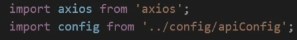 import axios from 'axios';
import config from '../config/apiConfig';